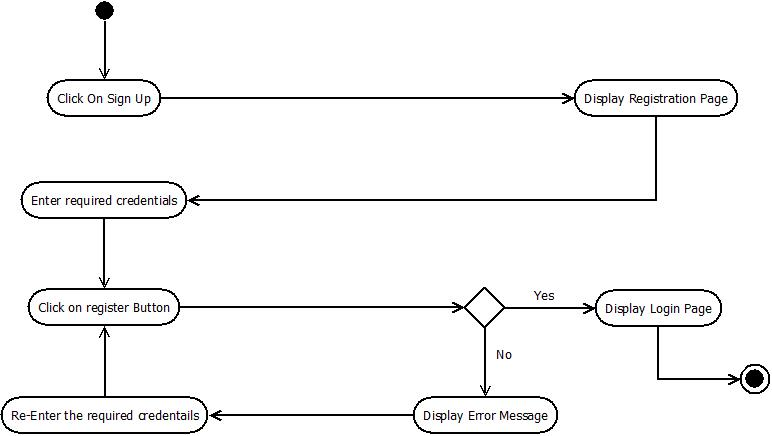 Click On Sign Up
Display Registration Page
Enter required credentials
Click on register Button
Yes
Display Login Page
No
Re-Enter the required credentails
Display Error Message